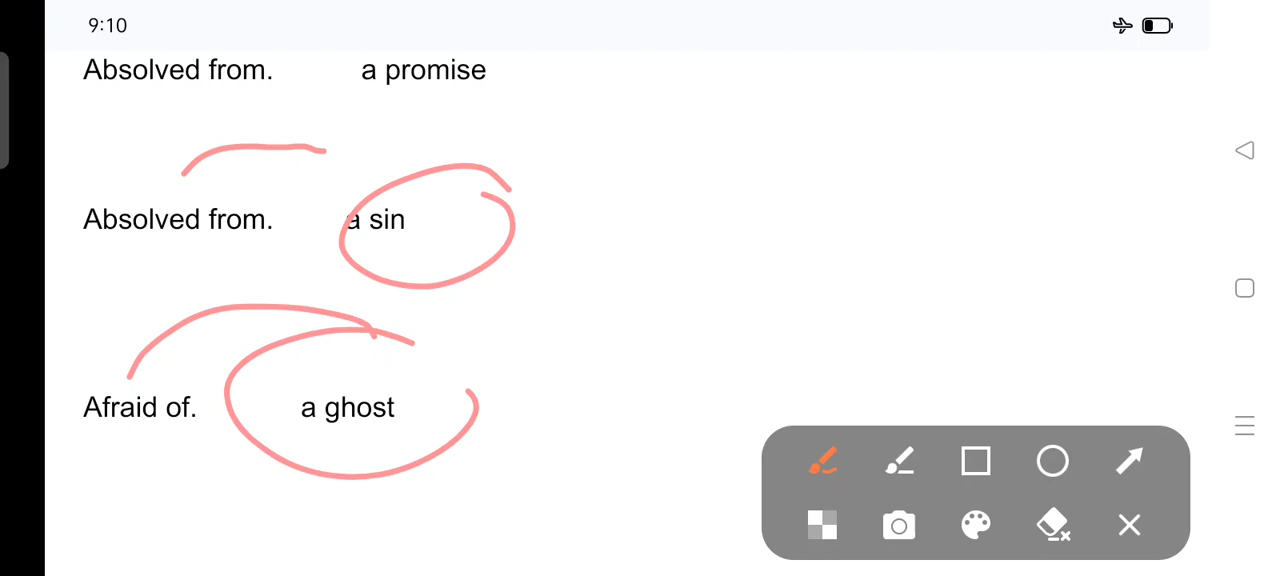 9:10
Absolved from. a promise
Absolved from. a sin
Afraid of. a ghost